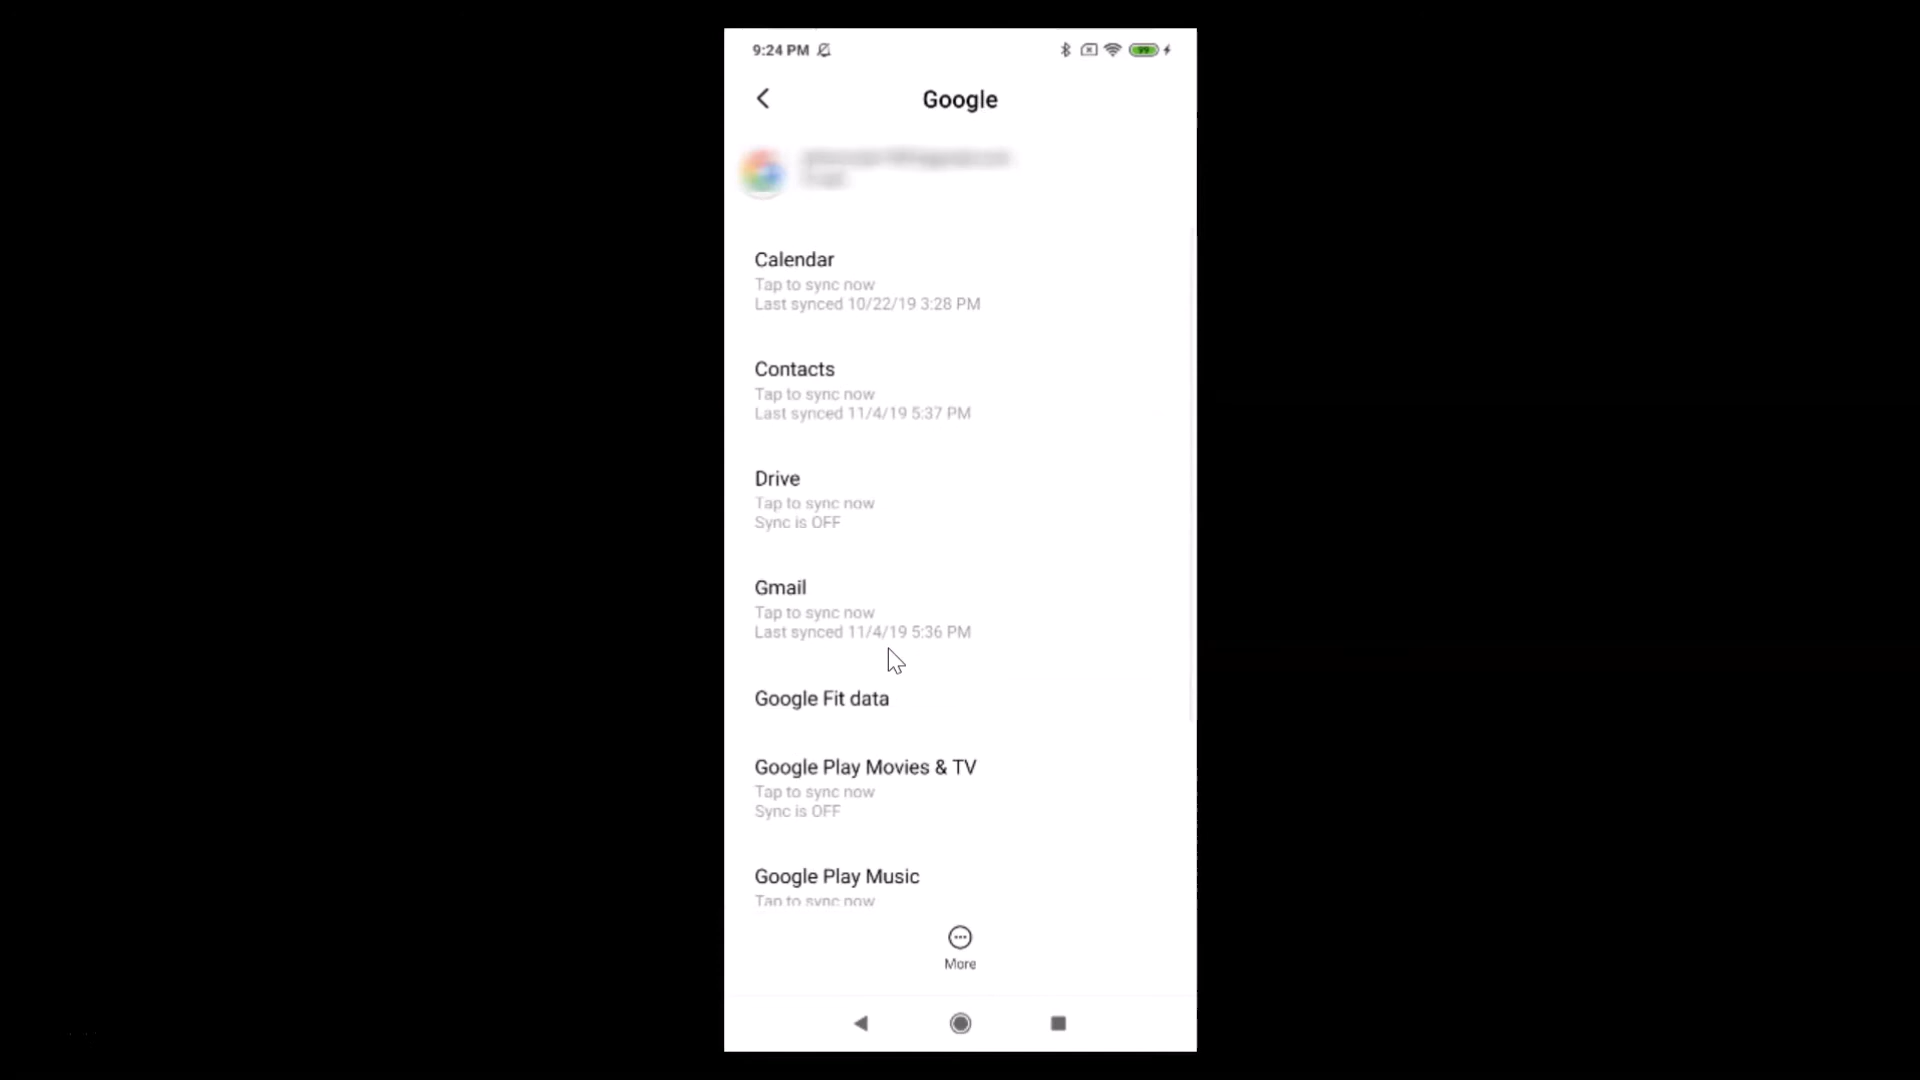 9:24 PM
99
Google
Calendar
Tap to sync now
Last synced 10/22/19 3:28 PM
Contacts
Tap to sync now
Last synced 11/4/19 5:37 PM
Drive
Tap to sync now
Sync is OFF
Gmail
Tap to sync now
Last synced 11/4/19 5:36 PM
Google Fit data
Google Play Movies & TV
Tap to sync now
Sync is OFF
Google Play Music
Tap to sync now
More